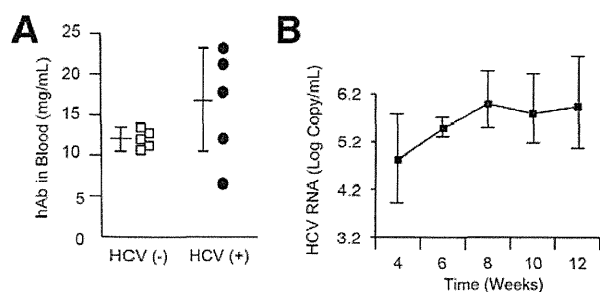 A
hAb in Blood (mg/mL)
25
20
15
10
5
0
HCV (-) HCV (+)
B
HCV RNA (Log Copy/mL)
6.2
5.2
4.2
3.2
4 6 8 10 12
Time (Weeks)